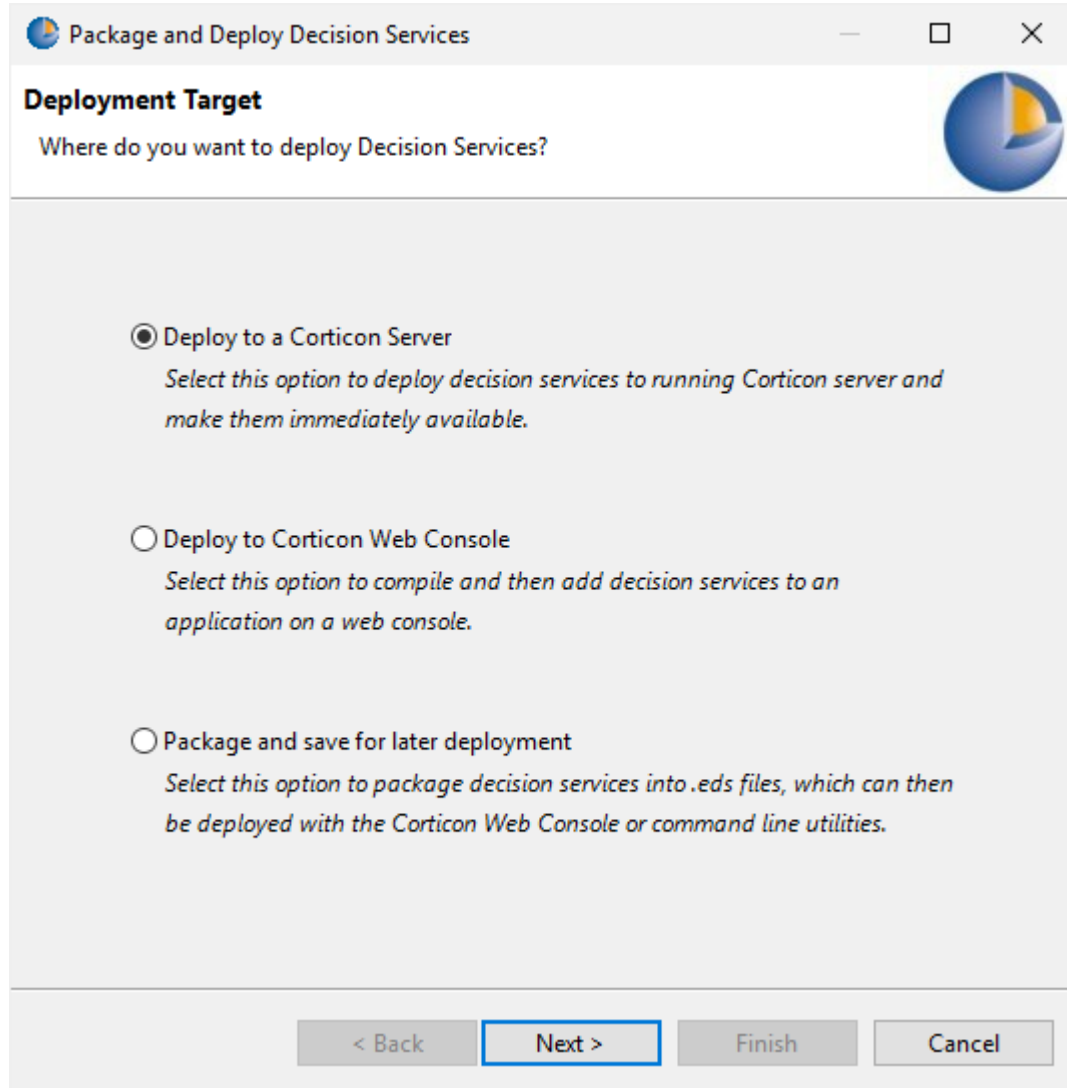 Package and Deploy Decision Services
Deployment Target
Where do you want to deploy Decision Services?
Deploy to a Corticon Server
Select this option to deploy decision services to running Corticon server and
make them immediately available.
Deploy to Corticon Web Console
Select this option to compile and then add decision services to an
application on a web console.
Package and save for later deployment
Select this option to package decision services into .eds files, which can then
be deployed with the Corticon Web Console or command line utilities.
< Back Next > Finish Cancel